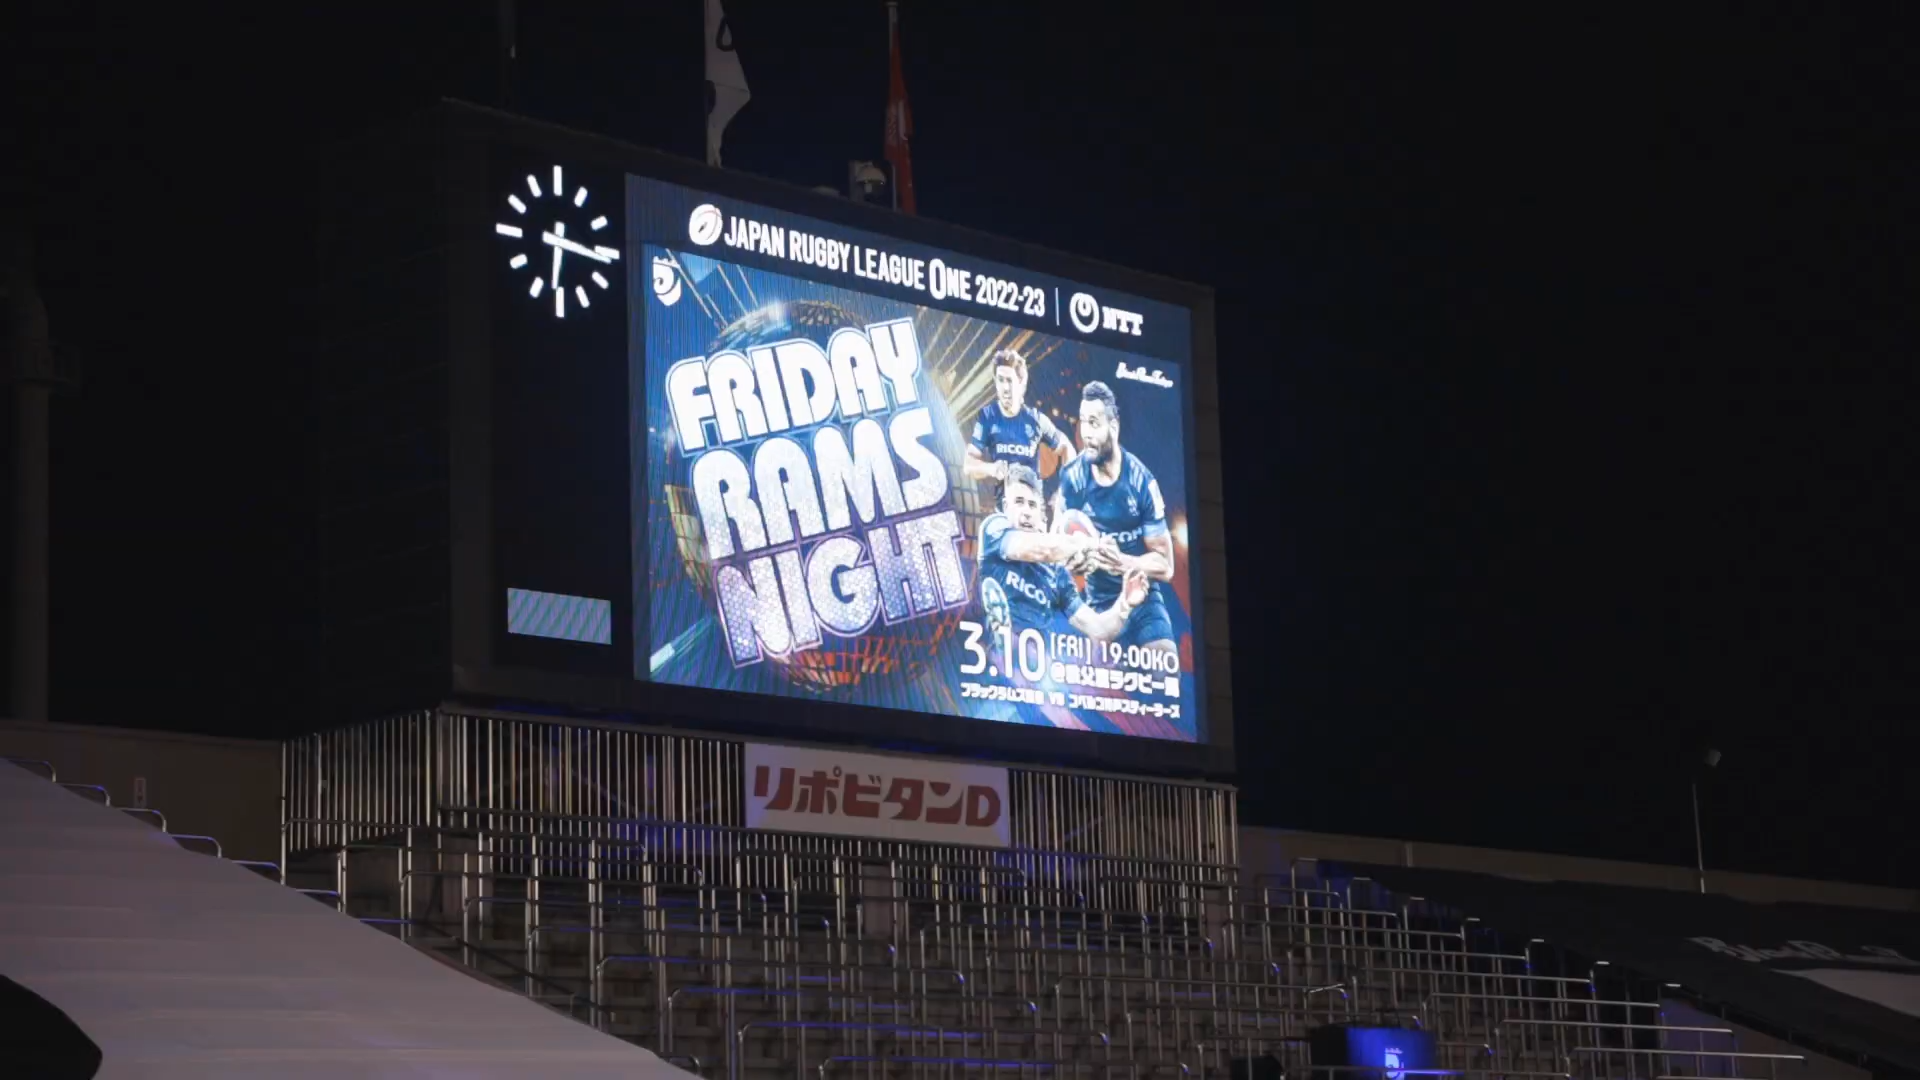 JAPAN RUGBY LEAGUE ONE 2022-23 | NTT
FRIDAY
RAMS
NIGHT
RICOH
RICOH
RICOH
3.10 [FRI] 19:00KO
@秩父宮ラグビー場
ブラックラムズ東京 VS コベルコ神戸スティーラーズ
リポビタンD